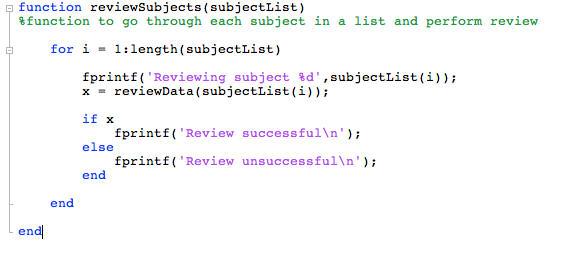 function reviewSubjects(subjectList)
%function to go through each subject in a list and perform review
for i = 1:length(subjectList)
fprintf('Reviewing subject %d',subjectList(i));
x = reviewData(subjectList(i));
if x
fprintf('Review successful\n');
else
fprintf('Review unsuccessful\n');
end
end
end